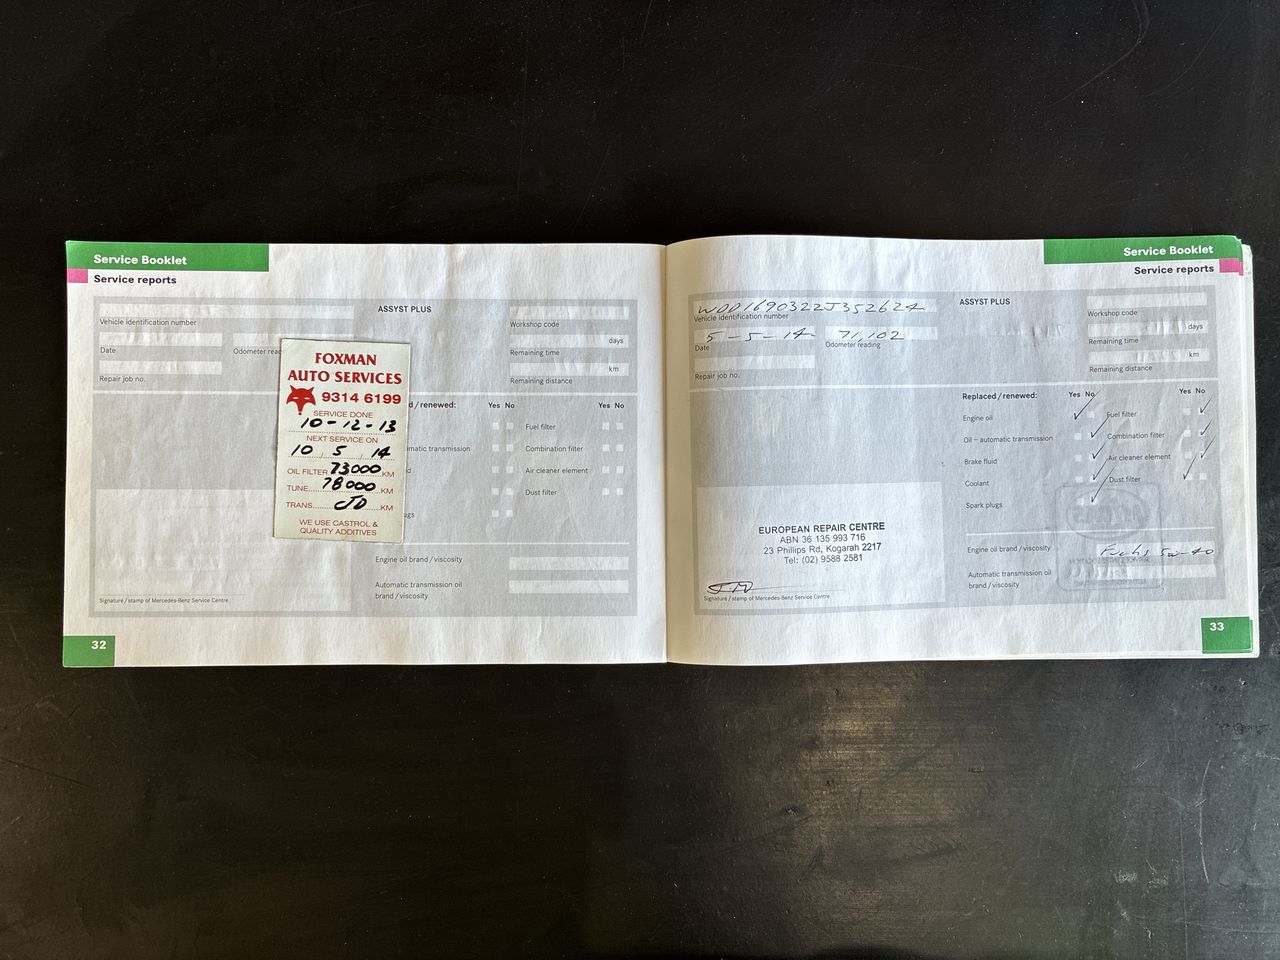 Service Booklet
Service reports
ASSYST PLUS
Vehicle identification number
Workshop code
days
Date
Odometer
Remaining time
km
Repair job no.
Remaining distance
FOXMAN
AUTO SERVICES
9314 6199
SERVICE DONE
10-12-13
NEXT SERVICE ON
10 5 14
OIL FILTER 73000 KM
TUNE 78000 KM
TRANS KM
WE USE CASTROL &
QUALITY ADDITIVES
/renewed:
Yes No
Yes No
Fuel filter
transmission
Combination filter
Air cleaner element
Dust filter
Engine oil brand/viscosity
Automatic transmission oil
brand/viscosity
Signature/stamp of Mercedes-Benz Service Centre
32
Service Booklet
Service reports
WDD1690322J352624
ASSYST PLUS
Vehicle identification number
Workshop code
5-5-14
71,102
days
Date
Odometer reading
Remaining time
km
Repair job no.
Remaining distance
Replaced/renewed:
Yes No
Yes No
Engine oil
Fuel filter
Oil – automatic transmission
Combination filter
Brake fluid
Air cleaner element
Coolant
Dust filter
Spark plugs
EUROPEAN REPAIR CENTRE
ABN 36 135 993 716
23 Phillips Rd, Kogarah 2217
Tel: (02) 9588 2581
Engine oil brand/viscosity
Fuchs 5w-40
Automatic transmission oil
brand/viscosity
Signature/stamp of Mercedes-Benz Service Centre
33